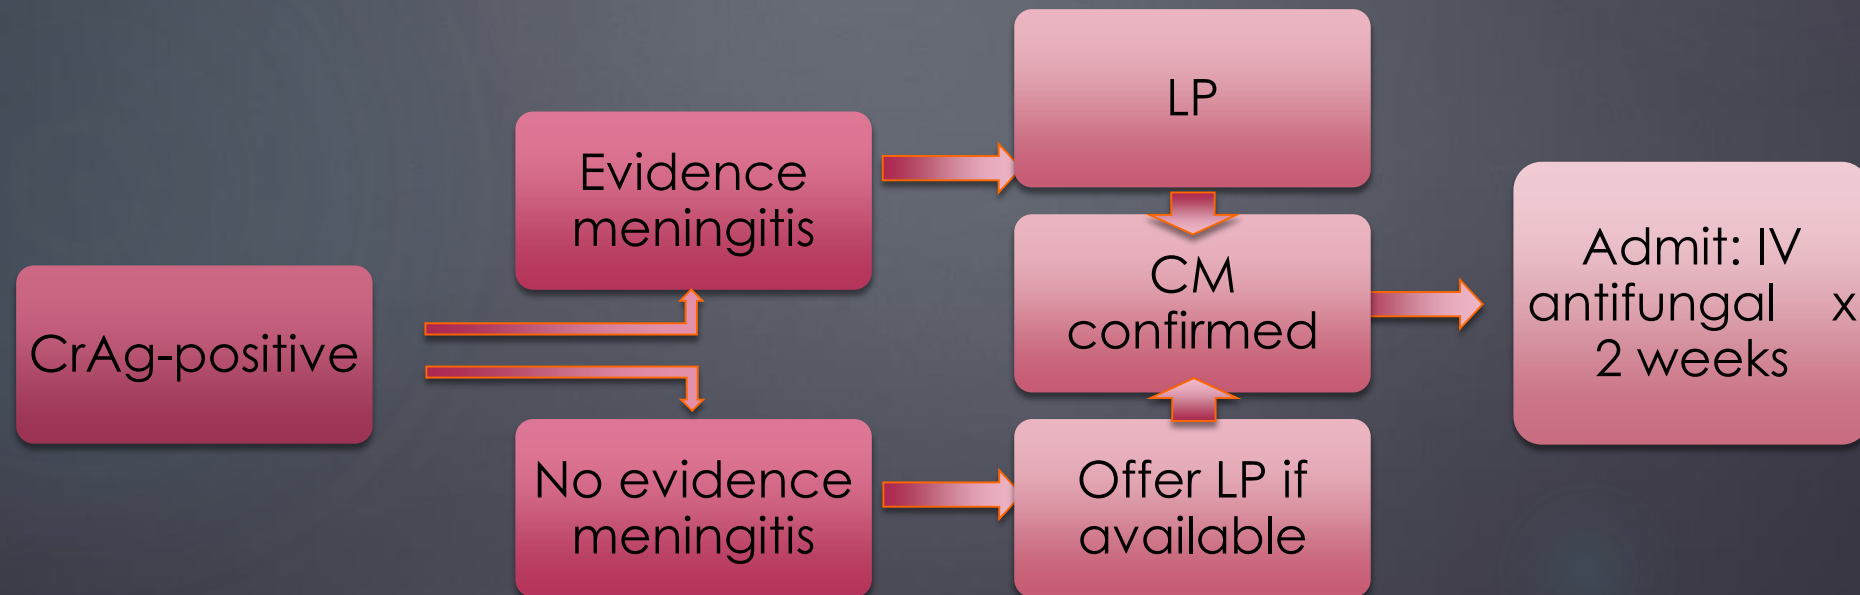 CrAg-positive
Evidence
meningitis
No evidence
meningitis
LP
CM
confirmed
Offer LP if
available
Admit: IV
antifungal x
2 weeks